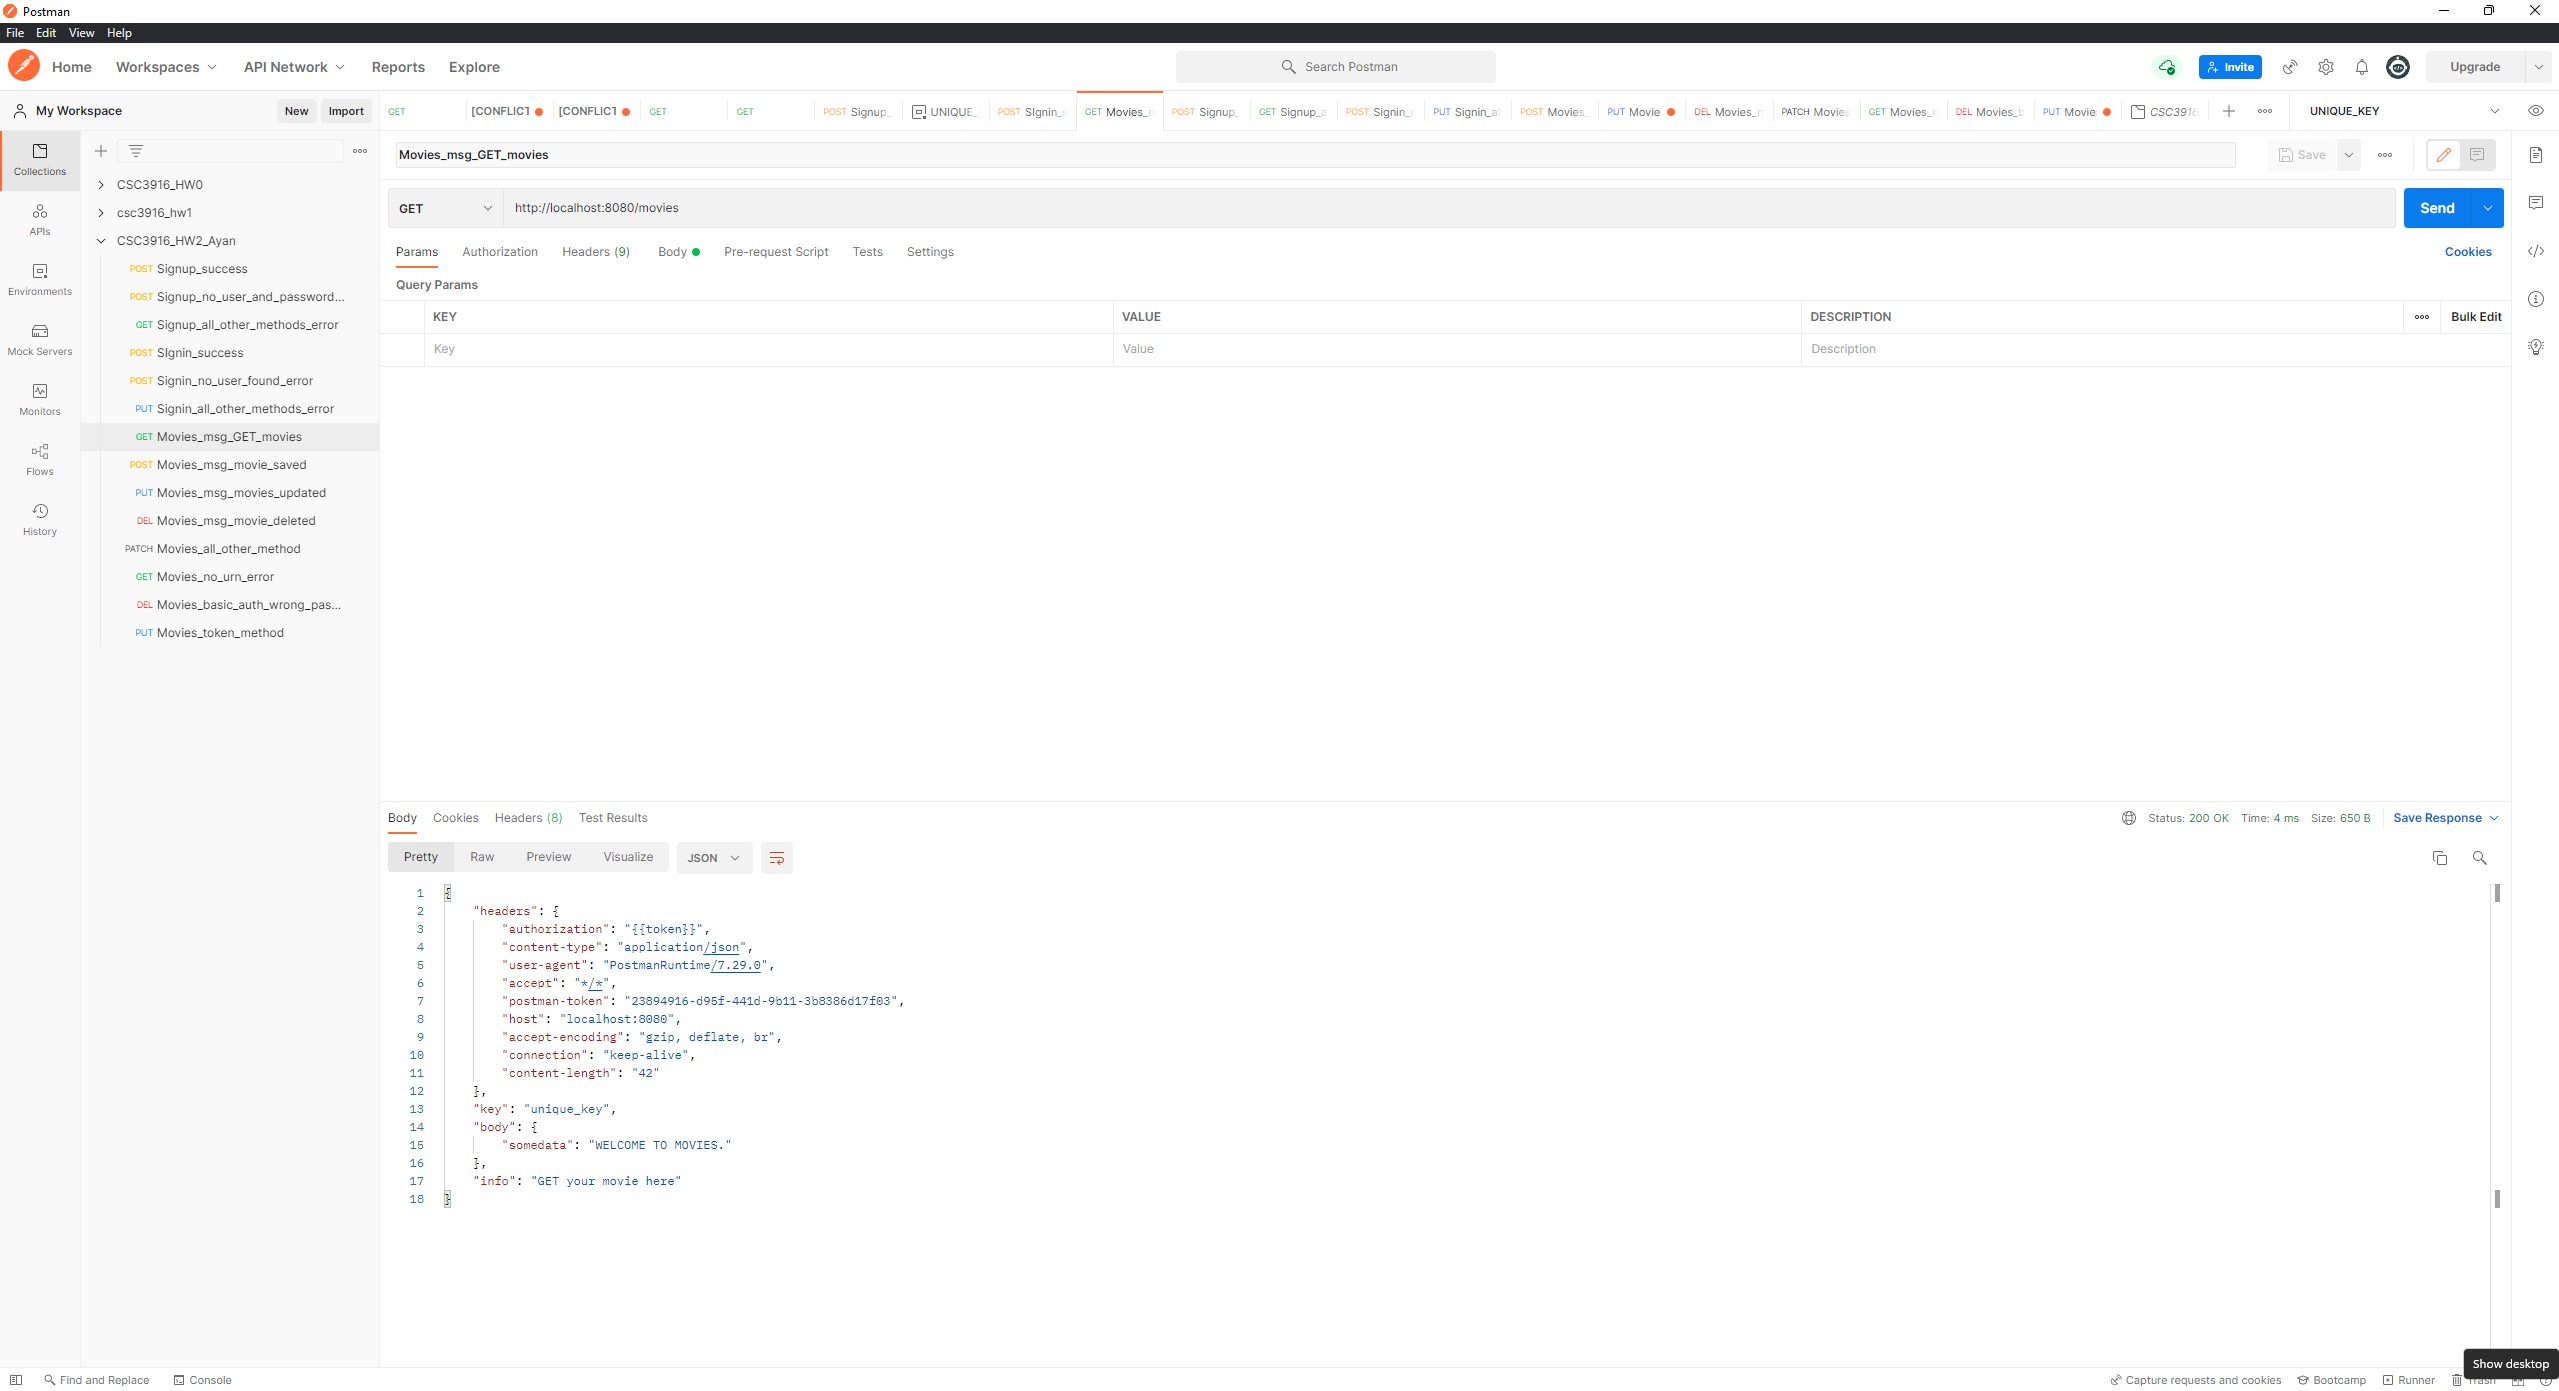 Postman
File Edit View Help
Home Workspaces API Network Reports Explore
Search Postman
Invite
Upgrade
My Workspace
New
Import
GET
[CONFLICT
[CONFLICT
GET
GET
POST Signup_
UNIQUE_
POST SIgnin_s
GET Movies_
POST Signup_
GET Signup_a
POST Signin_
PUT Signin_al
POST Movies_
PUT Movie
DEL Movies_
PATCH Movies
GET Movies_
DEL Movies_b
PUT Movie
CSC3916
UNIQUE_KEY
Collections
APIs
Environments
Mock Servers
Monitors
Flows
History
CSC3916_HW0
csc3916_hw1
CSC3916_HW2_Ayan
POST Signup_success
POST Signup_no_user_and_password...
GET Signup_all_other_methods_error
POST SIgnin_success
POST Signin_no_user_found_error
PUT Signin_all_other_methods_error
GET Movies_msg_GET_movies
POST Movies_msg_movie_saved
PUT Movies_msg_movies_updated
DEL Movies_msg_movie_deleted
PATCH Movies_all_other_method
GET Movies_no_urn_error
DEL Movies_basic_auth_wrong_pas...
PUT Movies_token_method
Movies_msg_GET_movies
Save
GET
http://localhost:8080/movies
Send
Params Authorization Headers (9) Body Pre-request Script Tests Settings
Cookies
Query Params
KEY VALUE DESCRIPTION
Bulk Edit
Key Value Description
Body Cookies Headers (8) Test Results
Status: 200 OK Time: 4 ms Size: 650 B
Save Response
Pretty Raw Preview Visualize JSON
1 {
2 "headers": {
3 "authorization": "{{token}}",
4 "content-type": "application/json",
5 "user-agent": "PostmanRuntime/7.29.0",
6 "accept": "*/*",
7 "postman-token": "23894916-d95f-441d-9b11-3b8386d17f03",
8 "host": "localhost:8080",
9 "accept-encoding": "gzip, deflate, br",
10 "connection": "keep-alive",
11 "content-length": "42"
12 },
13 "key": "unique_key",
14 "body": {
15 "somedata": "WELCOME TO MOVIES."
16 },
17 "info": "GET your movie here"
18 }
Show desktop
Find and Replace
Console
Capture requests and cookies
Bootcamp
Runner
Trash